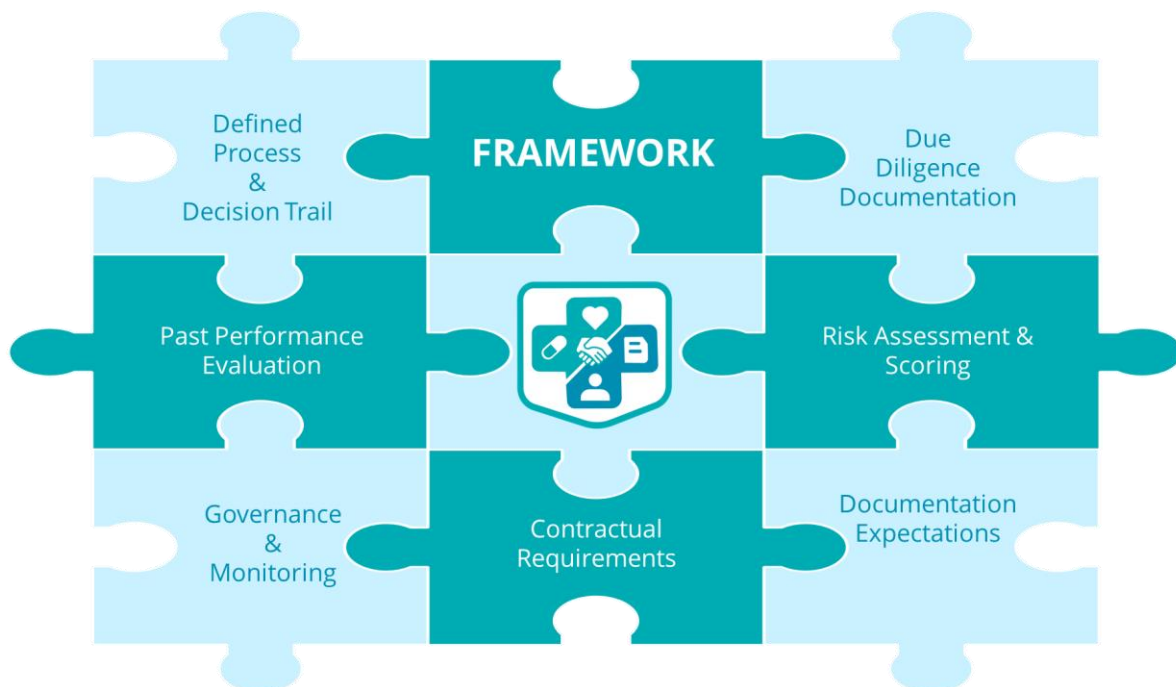 Defined
Process
&
Decision Trail
FRAMEWORK
Due
Diligence
Documentation
Past Performance
Evaluation
Risk Assessment &
Scoring
Governance
&
Monitoring
Contractual
Requirements
Documentation
Expectations